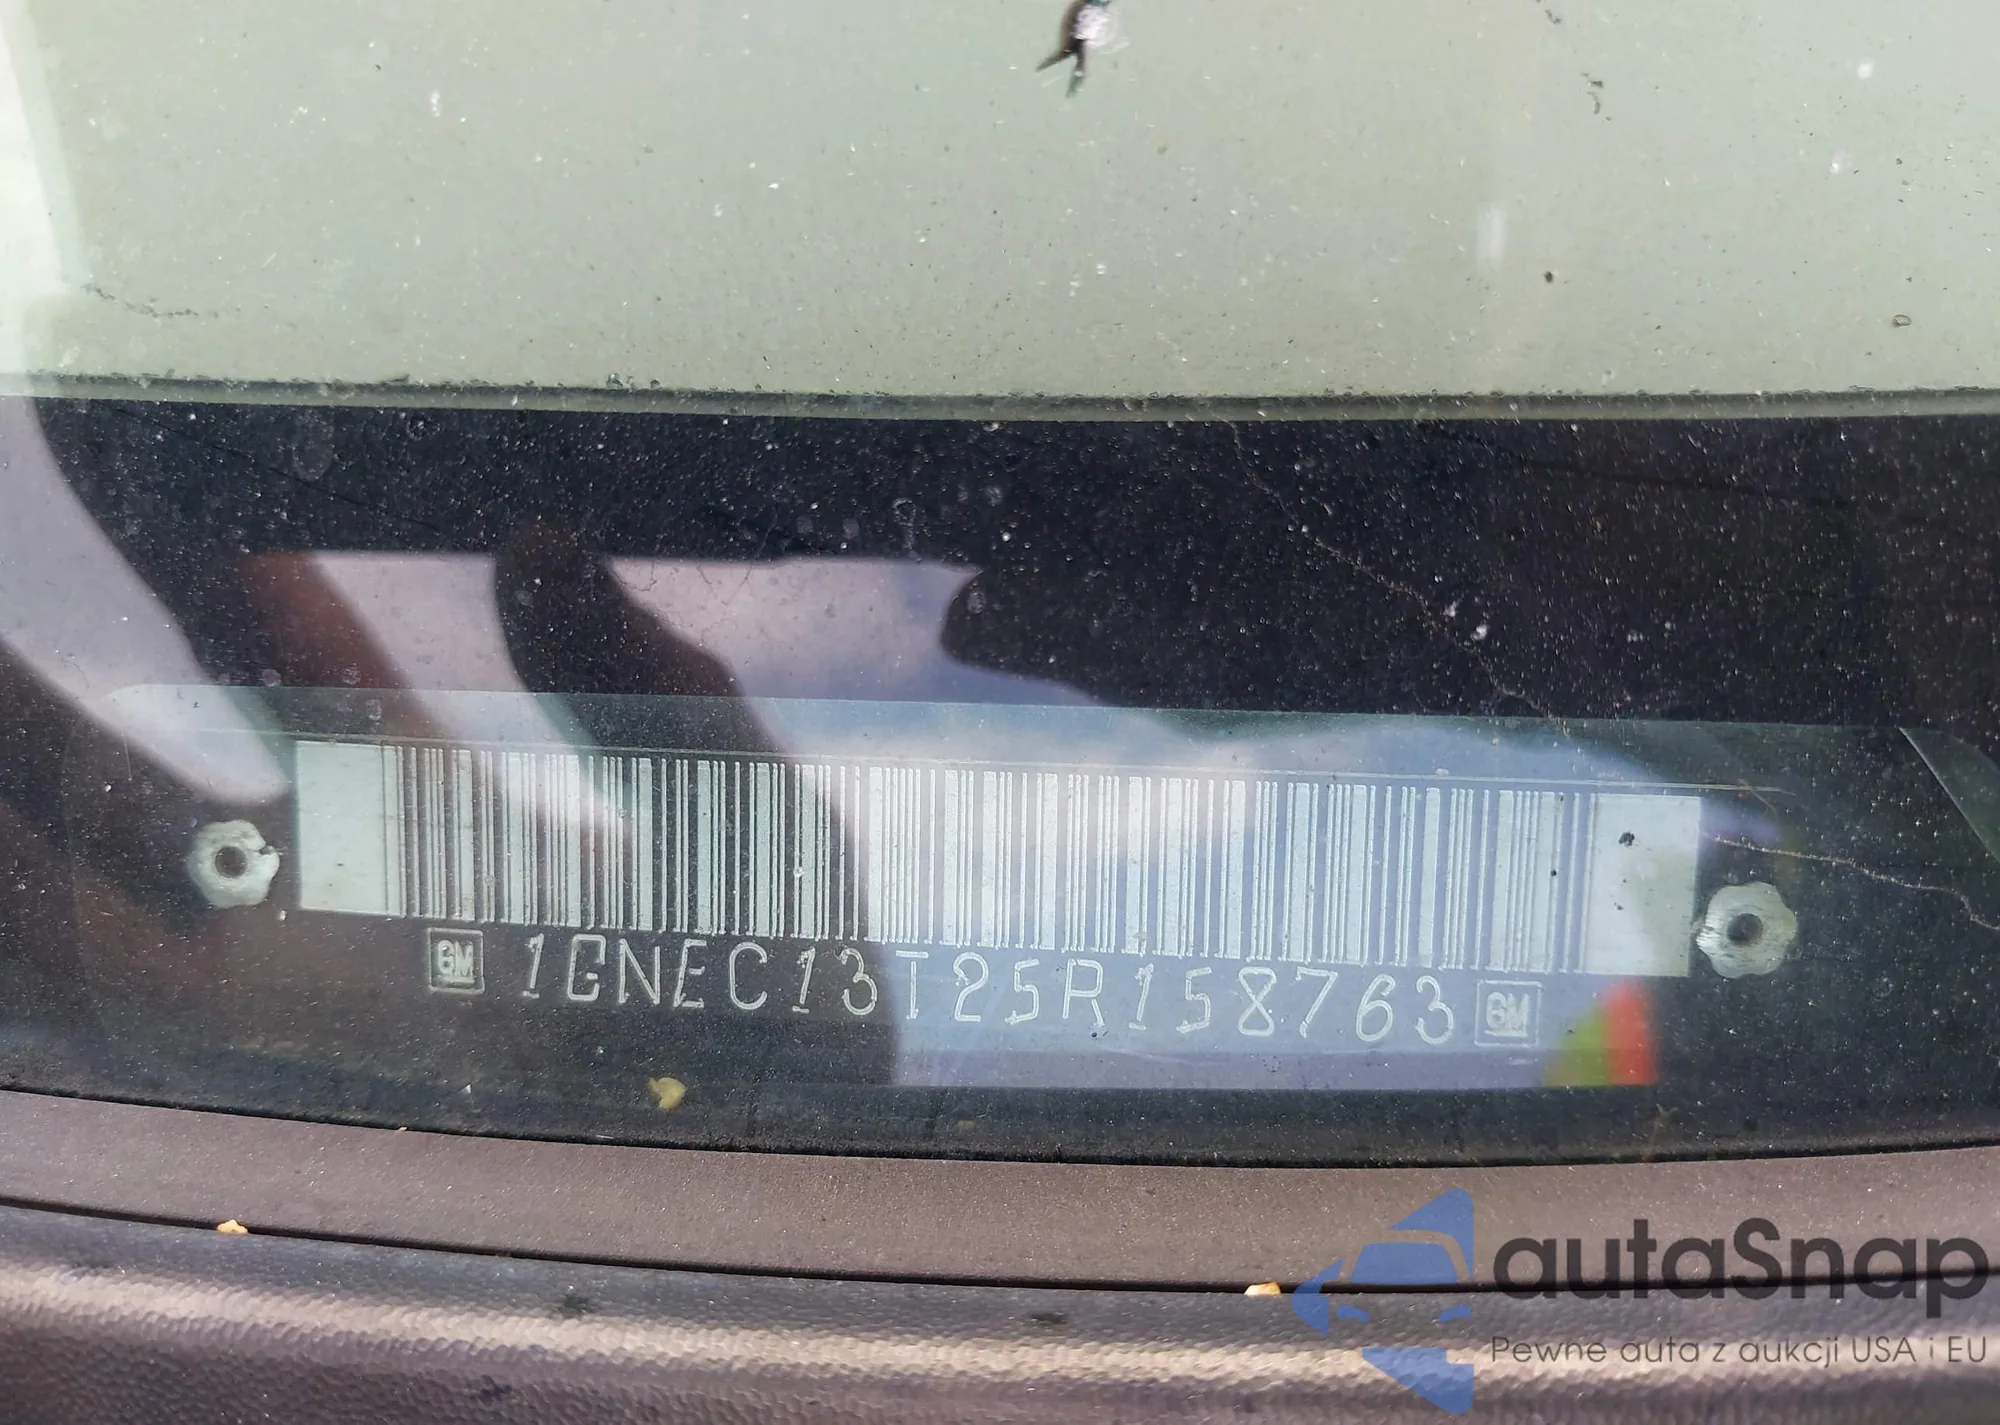 GM 1GNEC13T25R158763 GM
autaSnap
Pewne auta z aukcji USA i EU